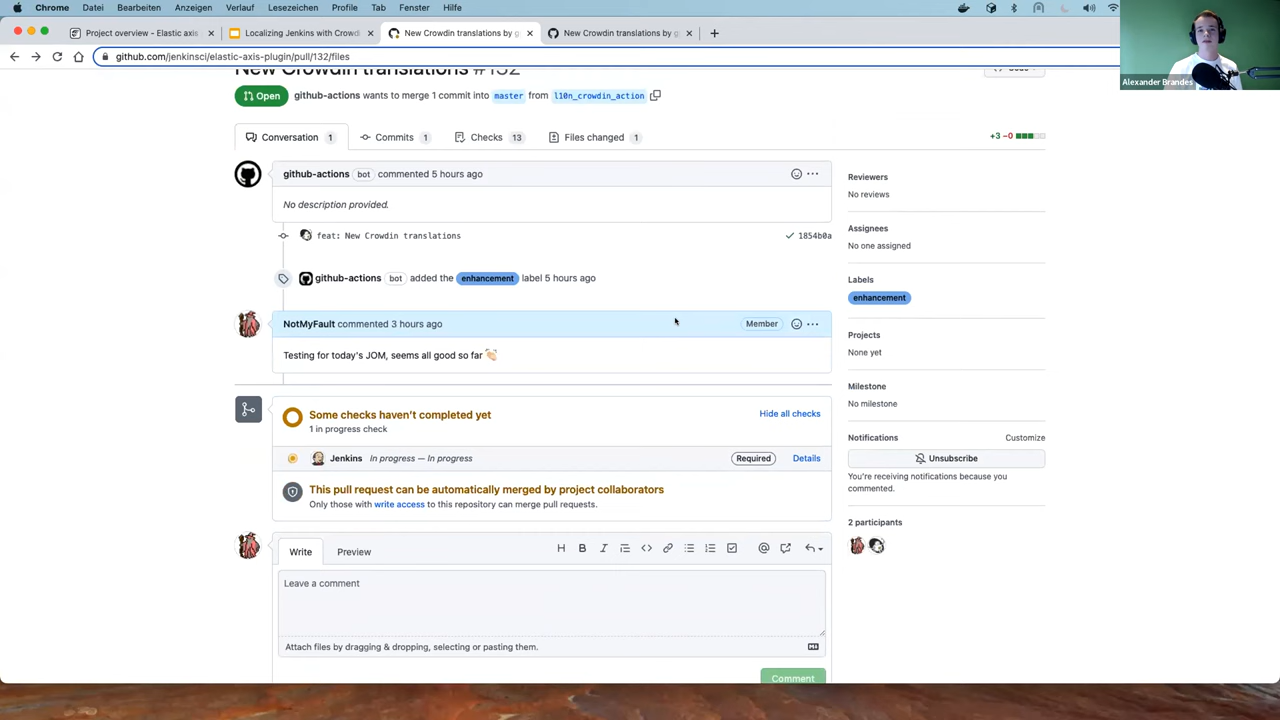 Chrome Datei Bearbeiten Anzeigen Verlauf Lesezeichen Profile Tab Fenster Hilfe
Project overview - Elastic axis
Localizing Jenkins with Crowd
New Crowdin translations by g
New Crowdin translations by g
github.com/jenkinsci/elastic-axis-plugin/pull/132/files
Alexander Brandes
New Crowdin translations #132
Open github-actions wants to merge 1 commit into master from l10n_crowdin_action
Conversation 1 Commits 1 Checks 13 Files changed 1 +3 −0
github-actions bot commented 5 hours ago
No description provided.
feat: New Crowdin translations 1854b0a
github-actions bot added the enhancement label 5 hours ago
NotMyFault commented 3 hours ago Member
Testing for today's JOM, seems all good so far
Some checks haven't completed yet Hide all checks
1 in progress check
Jenkins In progress — In progress Required Details
This pull request can be automatically merged by project collaborators
Only those with write access to this repository can merge pull requests.
Write Preview
Leave a comment
Attach files by dragging & dropping, selecting or pasting them.
Comment
Reviewers
No reviews
Assignees
No one assigned
Labels
enhancement
Projects
None yet
Milestone
No milestone
Notifications Customize
Unsubscribe
You're receiving notifications because you
commented.
2 participants